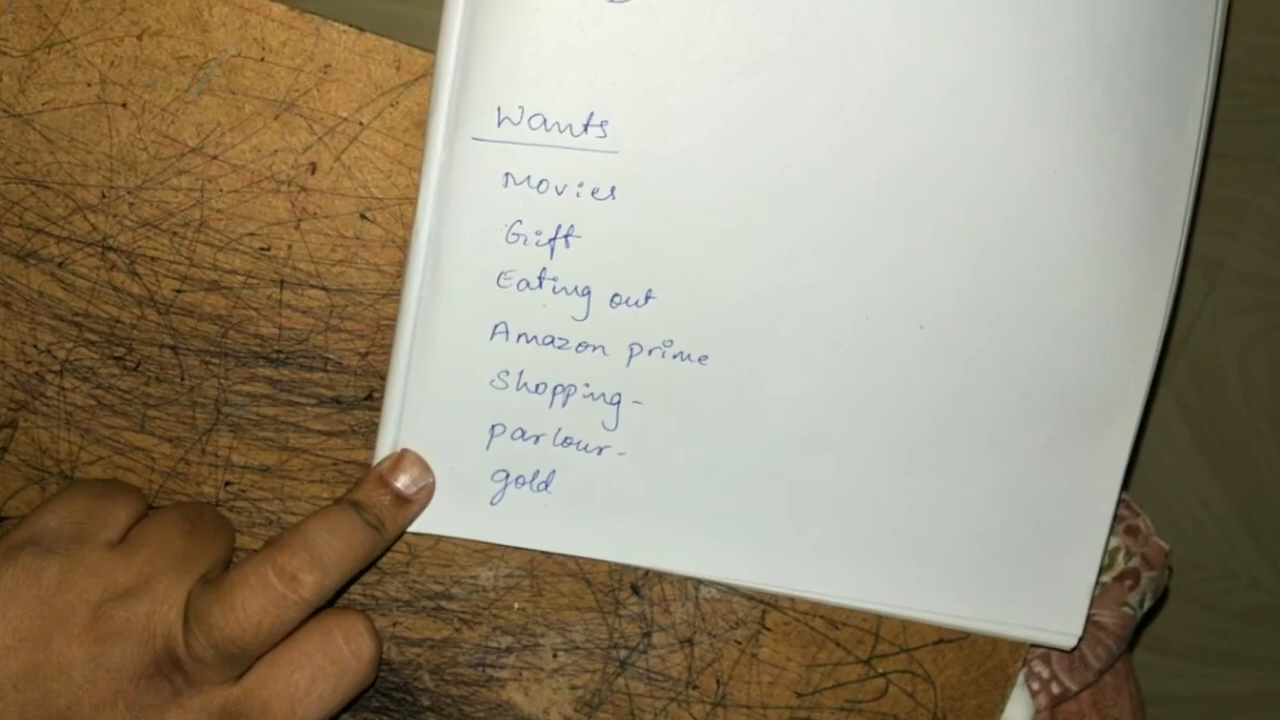 Wants
Movies
Gift
Eating out
Amazon prime
Shopping-
parlour-
gold